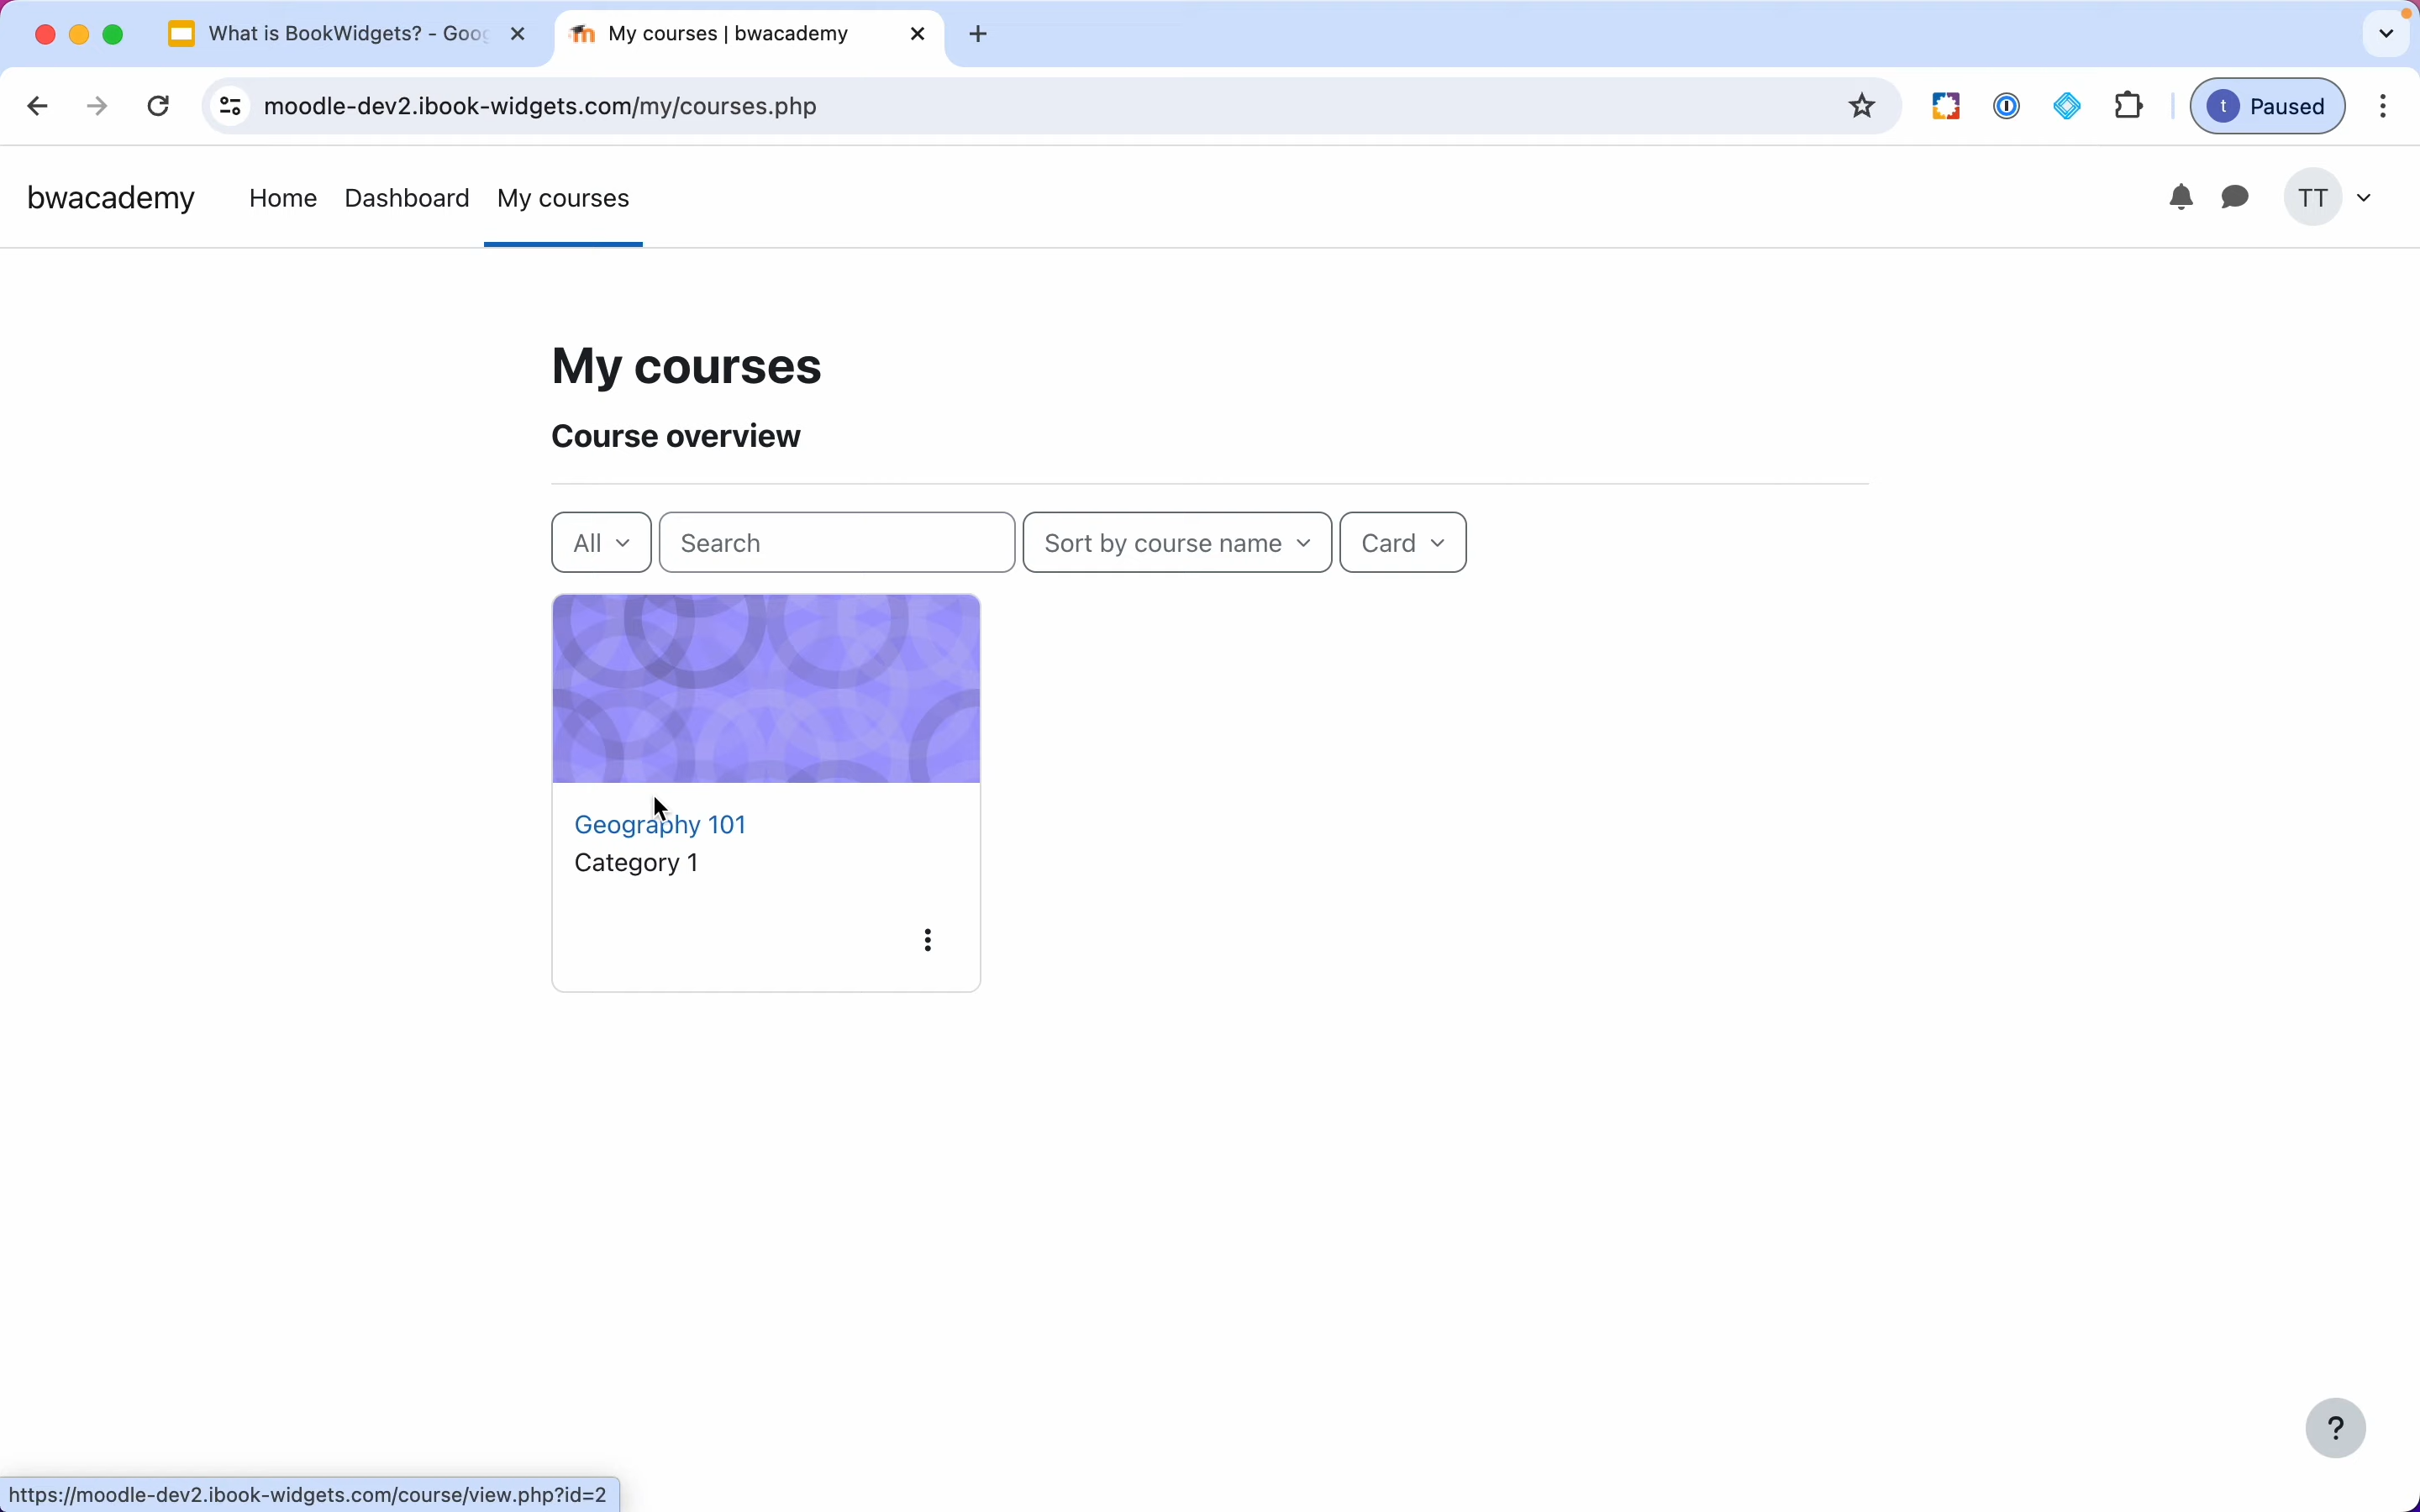 What is BookWidgets? - Goog
My courses | bwacademy
moodle-dev2.ibook-widgets.com/my/courses.php
t Paused
bwacademy Home Dashboard My courses TT
My courses
Course overview
All Search Sort by course name Card
Geography 101
Category 1
?
https://moodle-dev2.ibook-widgets.com/course/view.php?id=2